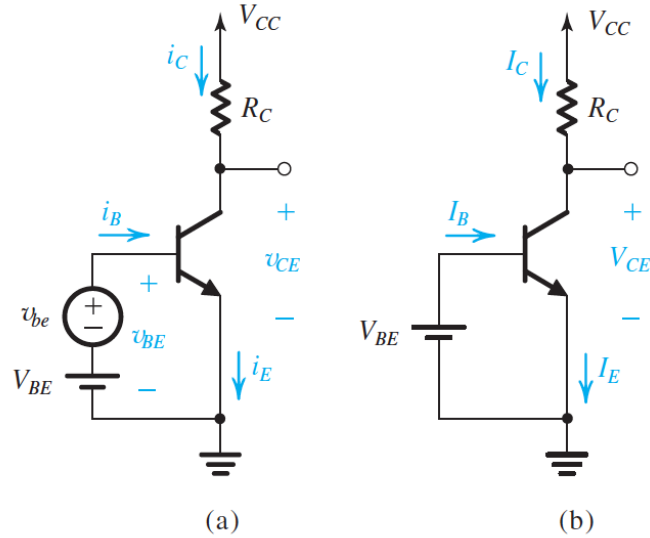 V_CC V_CC
i_C I_C
R_C R_C
+ +
i_B I_B
v_CE V_CE
+
+
v_be − v_BE V_BE
− −
V_BE − i_E I_E
(a) (b)